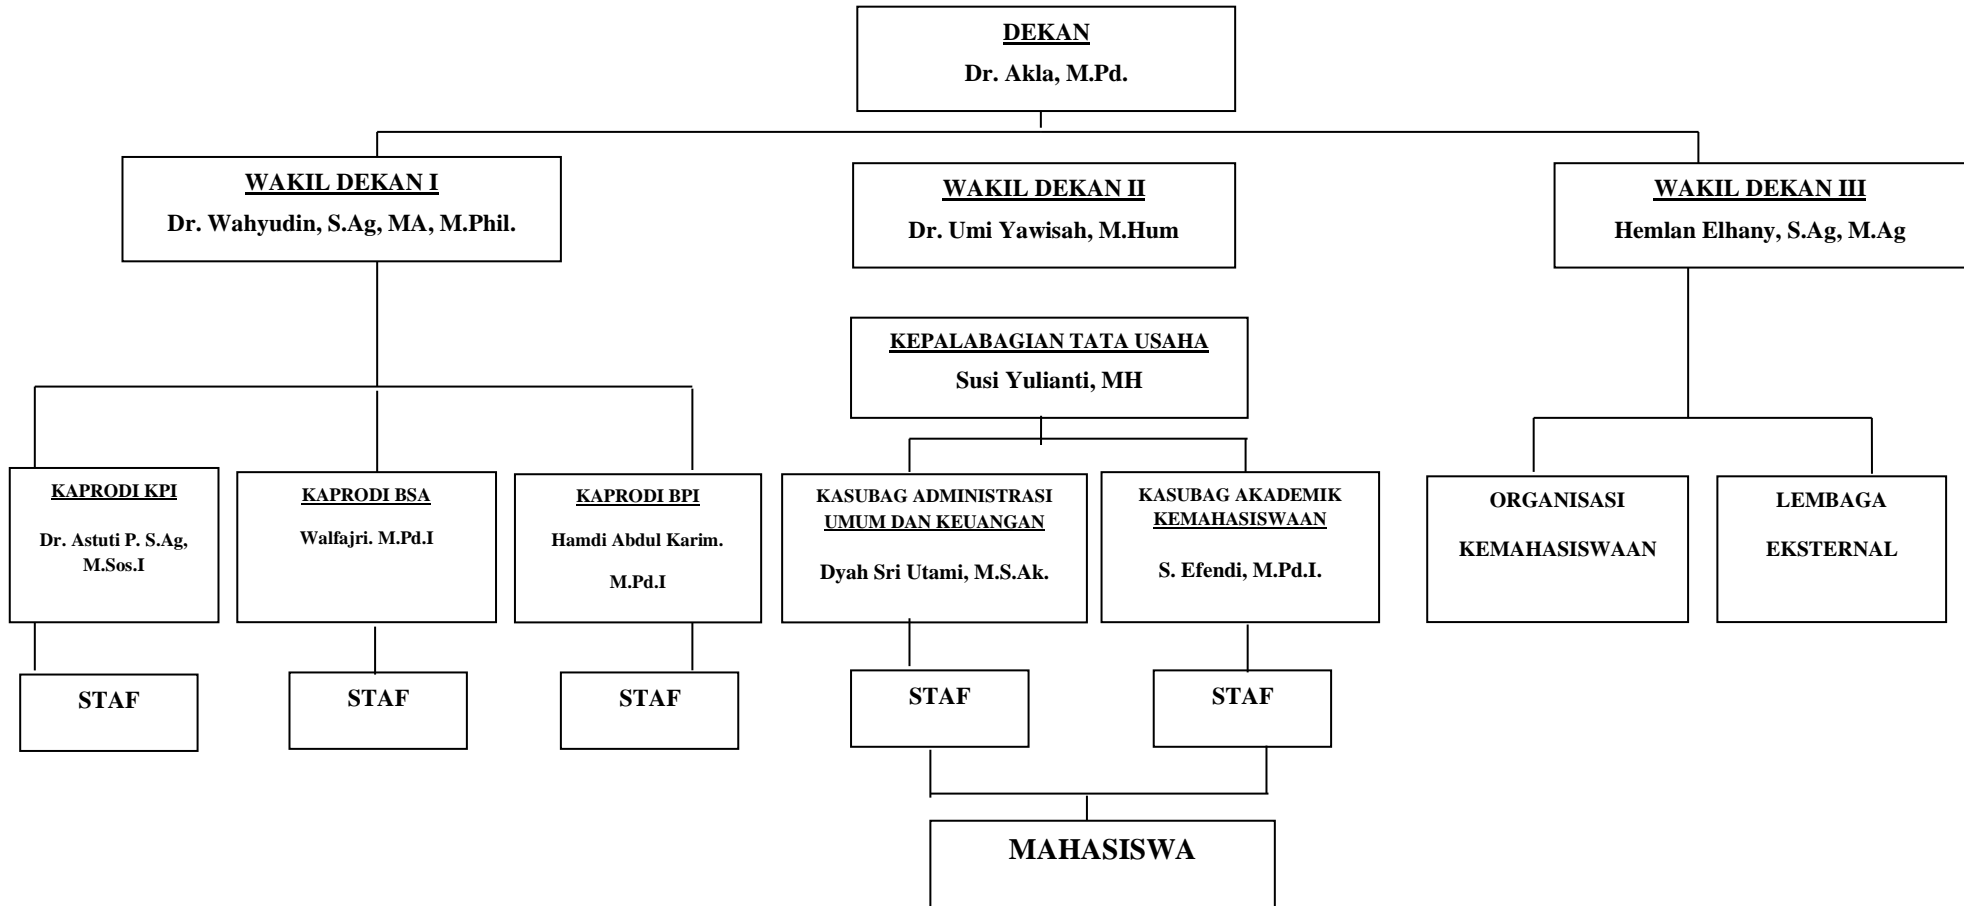 DEKAN
Dr. Akla, M.Pd.
WAKIL DEKAN I
Dr. Wahyudin, S.Ag, MA, M.Phil.
WAKIL DEKAN II
Dr. Umi Yawisah, M.Hum
WAKIL DEKAN III
Hemlan Elhany, S.Ag, M.Ag
KEPALABAGIAN TATA USAHA
Susi Yulianti, MH
KAPRODI KPI
Dr. Astuti P. S.Ag,
M.Sos.I
KAPRODI BSA
Walfajri. M.Pd.I
KAPRODI BPI
Hamdi Abdul Karim.
M.Pd.I
KASUBAG ADMINISTRASI
UMUM DAN KEUANGAN
Dyah Sri Utami, M.S.Ak.
KASUBAG AKADEMIK
KEMAHASISWAAN
S. Efendi, M.Pd.I.
ORGANISASI
KEMAHASISWAAN
LEMBAGA
EKSTERNAL
STAF
STAF
STAF
STAF
STAF
MAHASISWA